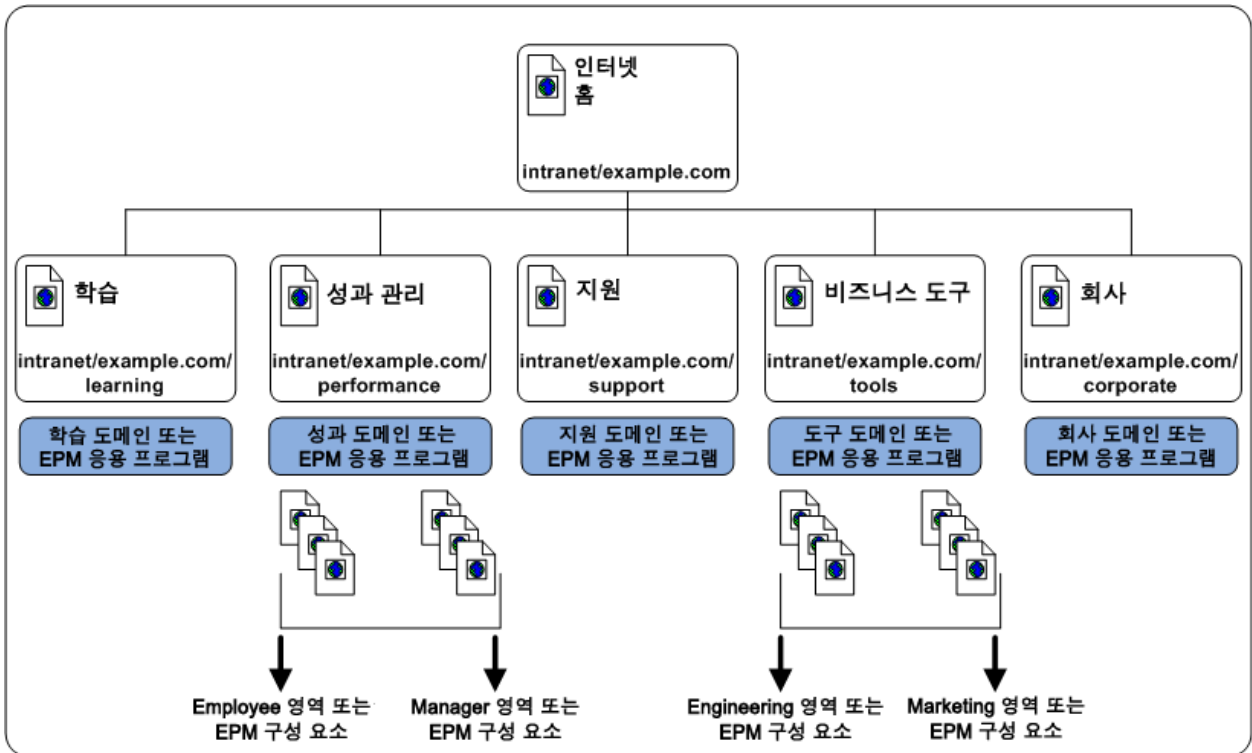 인터넷
홈
intranet/example.com
학습
intranet/example.com/
learning
성과 관리
intranet/example.com/
performance
지원
intranet/example.com/
support
비즈니스 도구
intranet/example.com/
tools
회사
intranet/example.com/
corporate
학습 도메인 또는
EPM 응용 프로그램
성과 도메인 또는
EPM 응용 프로그램
지원 도메인 또는
EPM 응용 프로그램
도구 도메인 또는
EPM 응용 프로그램
회사 도메인 또는
EPM 응용 프로그램
Employee 영역 또는
EPM 구성 요소
Manager 영역 또는
EPM 구성 요소
Engineering 영역 또는
EPM 구성 요소
Marketing 영역 또는
EPM 구성 요소